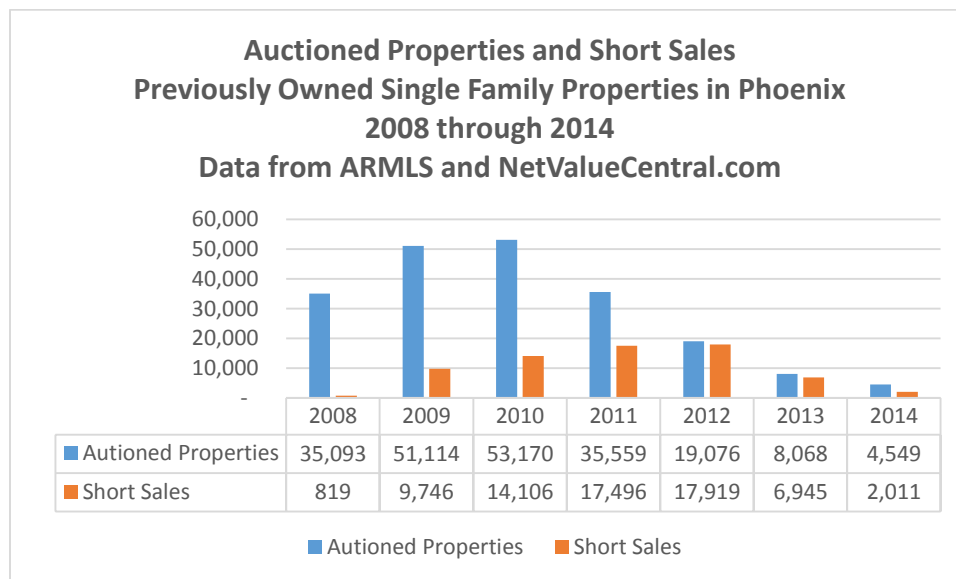 Auctioned Properties and Short Sales
Previously Owned Single Family Properties in Phoenix
2008 through 2014
Data from ARMLS and NetValueCentral.com
60,000
50,000
40,000
30,000
20,000
10,000
-
2008 2009 2010 2011 2012 2013 2014
Autioned Properties 35,093 51,114 53,170 35,559 19,076 8,068 4,549
Short Sales 819 9,746 14,106 17,496 17,919 6,945 2,011
Autioned Properties Short Sales